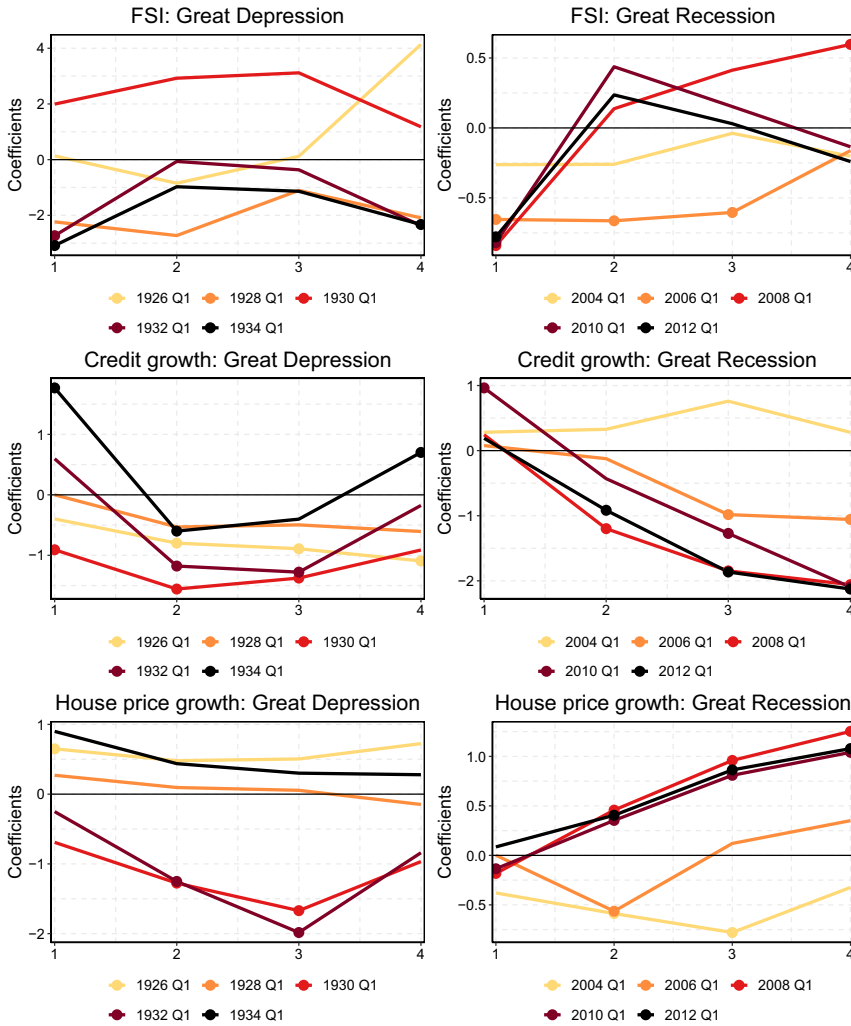 FSI: Great Depression
FSI: Great Recession
Coefficients
4
2
0
−2
1 2 3 4
1926 Q1 1928 Q1 1930 Q1
1932 Q1 1934 Q1
Coefficients
0.5
0.0
−0.5
1 2 3 4
2004 Q1 2006 Q1 2008 Q1
2010 Q1 2012 Q1
Credit growth: Great Depression
Credit growth: Great Recession
Coefficients
1
0
−1
1 2 3 4
1926 Q1 1928 Q1 1930 Q1
1932 Q1 1934 Q1
Coefficients
1
0
−1
−2
1 2 3 4
2004 Q1 2006 Q1 2008 Q1
2010 Q1 2012 Q1
House price growth: Great Depression
House price growth: Great Recession
Coefficients
1
0
−1
−2
1 2 3 4
1926 Q1 1928 Q1 1930 Q1
1932 Q1 1934 Q1
Coefficients
1.0
0.5
0.0
−0.5
1 2 3 4
2004 Q1 2006 Q1 2008 Q1
2010 Q1 2012 Q1